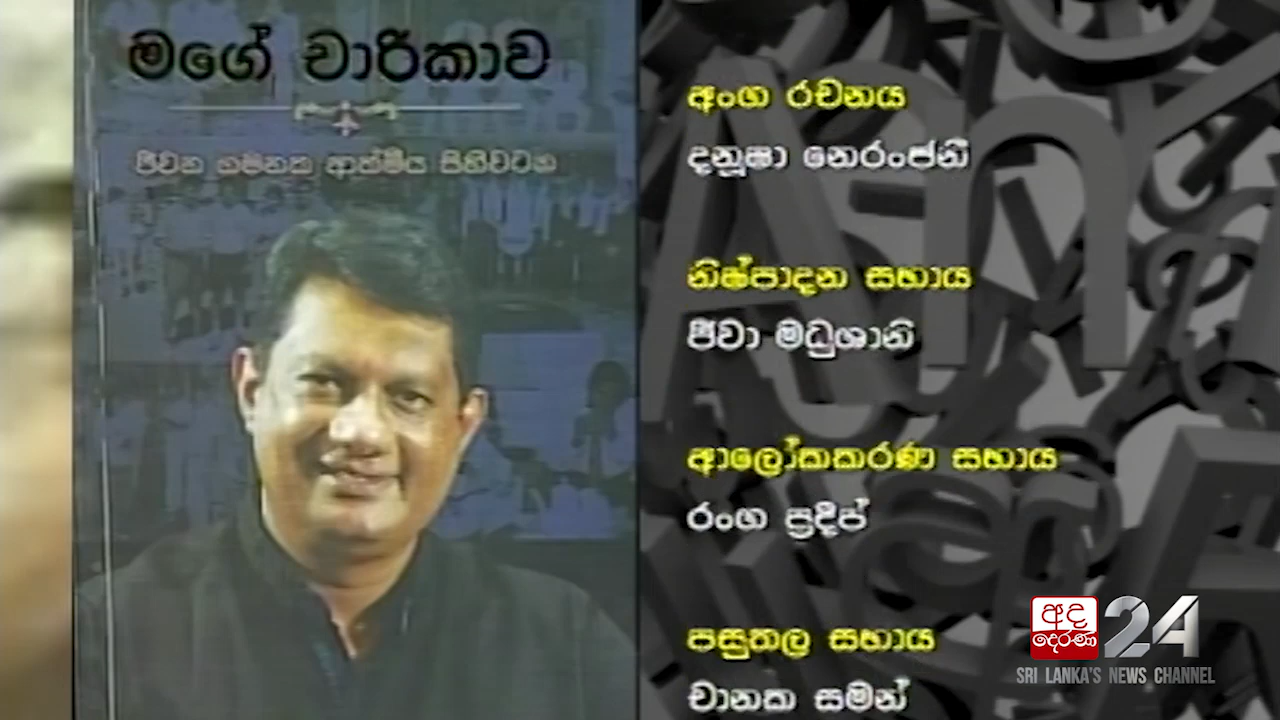 මගේ චාරිකාව
ජීවන ගමනක ආත්මීය සිහිවටන
අංග රචනය
දනූෂා නෙරංජනී
නිෂ්පාදන සහාය
ජීවා මධුශානි
ආලෝකකරණ සහාය
රංග ප්‍රදීප්
පසුතල සහාය
චානක සමන්
අද
දෙරණ
24
SRI LANKA'S NEWS CHANNEL